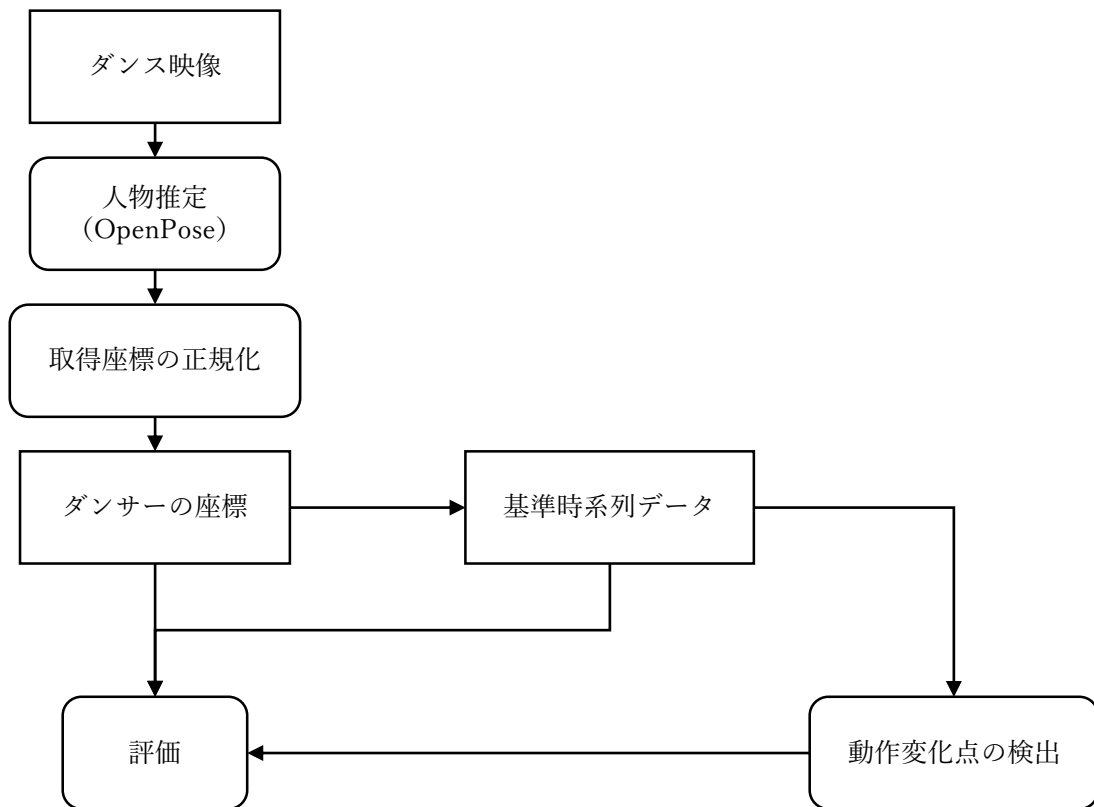 ダンス映像
人物推定
（OpenPose）
取得座標の正規化
ダンサーの座標
基準時系列データ
評価
動作変化点の検出